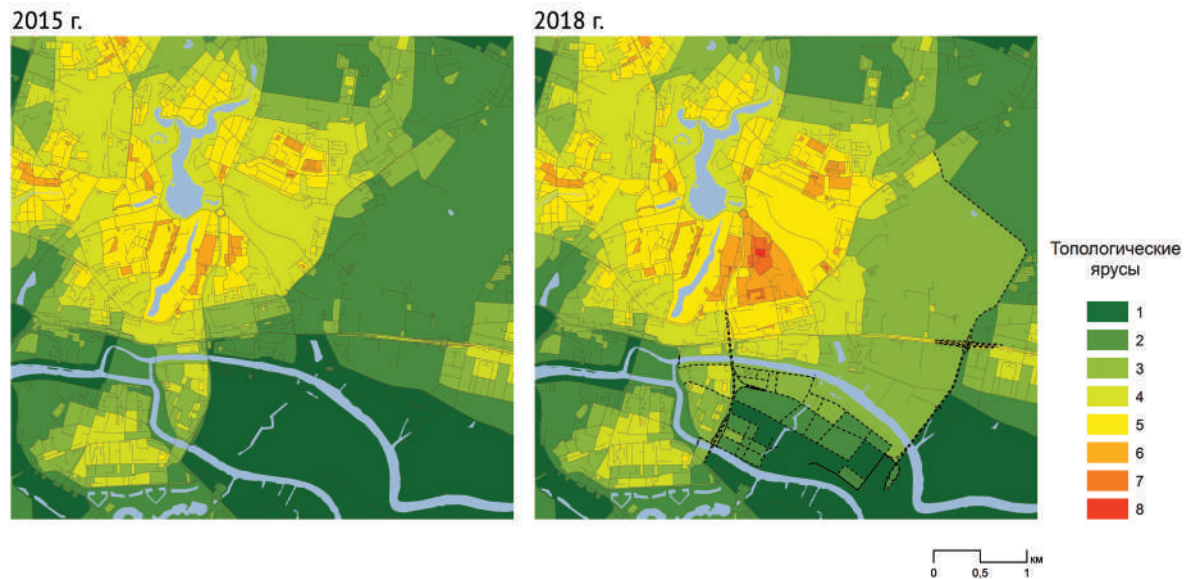 2015 г.
2018 г.
Топологические
ярусы
1
2
3
4
5
6
7
8
км
0 0,5 1